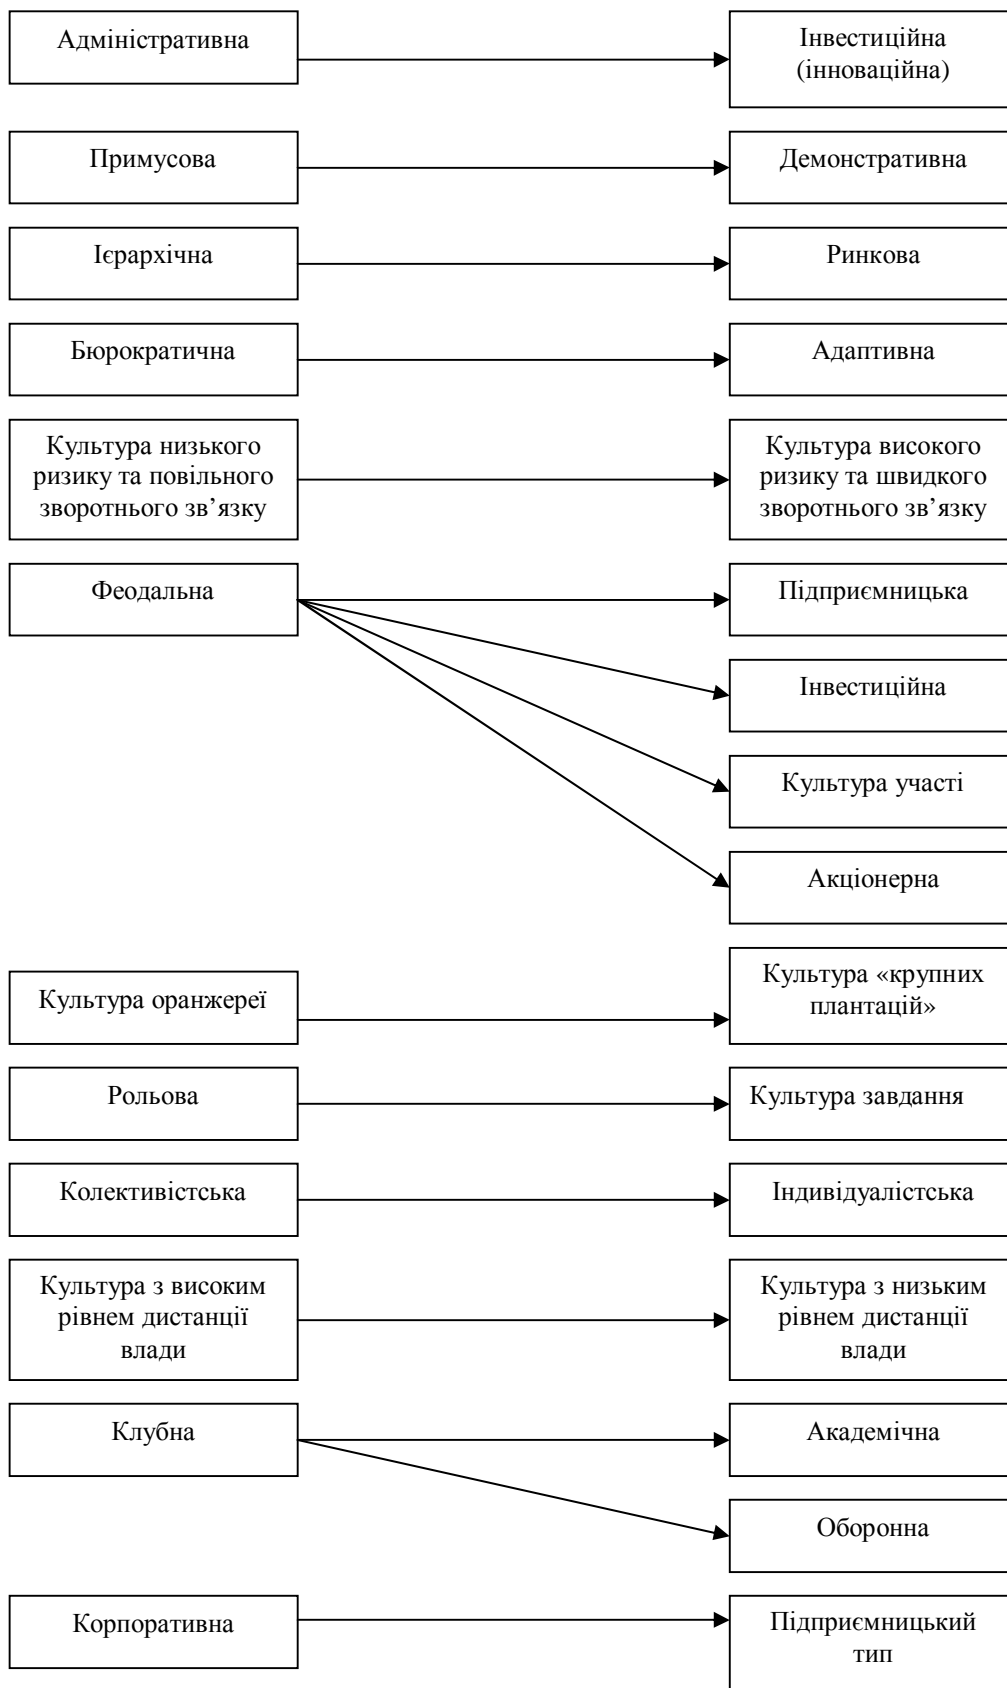 Адміністративна
Інвестиційна
(інноваційна)
Примусова
Демонстративна
Ієрархічна
Ринкова
Бюрократична
Адаптивна
Культура низького
ризику та повільного
зворотнього зв’язку
Культура високого
ризику та швидкого
зворотнього зв’язку
Феодальна
Підприємницька
Інвестиційна
Культура участі
Акціонерна
Культура оранжереї
Культура «крупних
плантацій»
Рольова
Культура завдання
Колективістська
Індивідуалістська
Культура з високим
рівнем дистанції
влади
Культура з низьким
рівнем дистанції
влади
Клубна
Академічна
Оборонна
Корпоративна
Підприємницький
тип